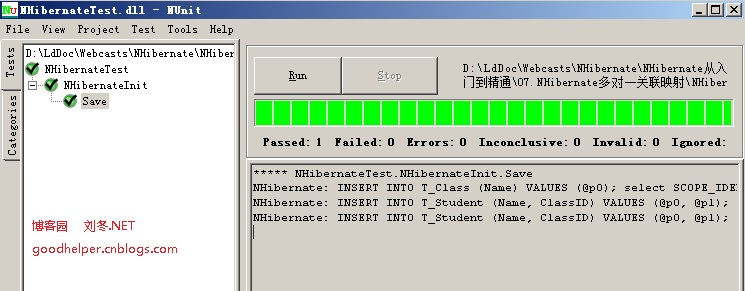 NHibernateTest.dll - NUnit
File View Project Test Tools Help
Tests
Categories
D:\LdDoc\Webcasts\NHibernate\NHiber
NHibernateTest
NHibernateInit
Save
博客园 刘冬.NET
goodhelper.cnblogs.com
Run
Stop
D:\LdDoc\Webcasts\NHibernate\NHibernate从入
门到精通\07.NHibernate多对一关联映射\NHiber
Passed: 1 Failed: 0 Errors: 0 Inconclusive: 0 Invalid: 0 Ignored:
***** NHibernateTest.NHibernateInit.Save
NHibernate: INSERT INTO T_Class (Name) VALUES (@p0); select SCOPE_IDE
NHibernate: INSERT INTO T_Student (Name, ClassID) VALUES (@p0, @p1);
NHibernate: INSERT INTO T_Student (Name, ClassID) VALUES (@p0, @p1);